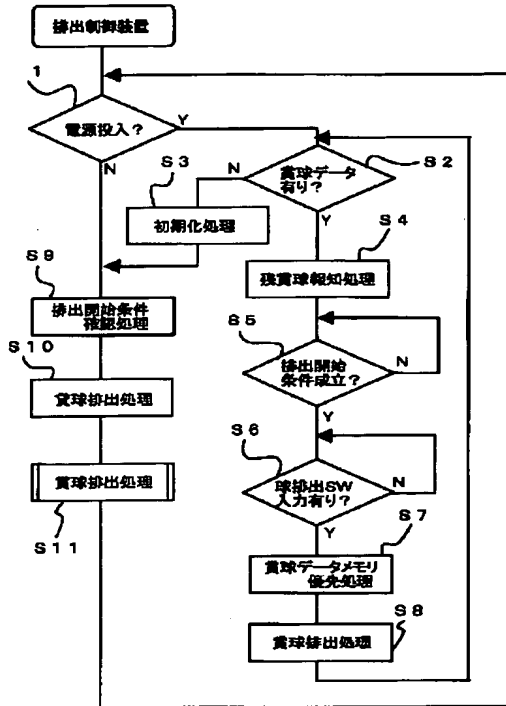 排出制御装置
1
電源投入？
Y
N
S2
賞球データ
有り？
N
Y
S3
初期化処理
S4
残賞球報知処理
S9
排出開始条件
確認処理
S5
排出開始
条件成立？
N
Y
S10
貸球排出処理
S6
球排出SW
入力有り？
N
Y
賞球排出処理
S11
S7
賞球データメモリ
優先処理
S8
賞球排出処理